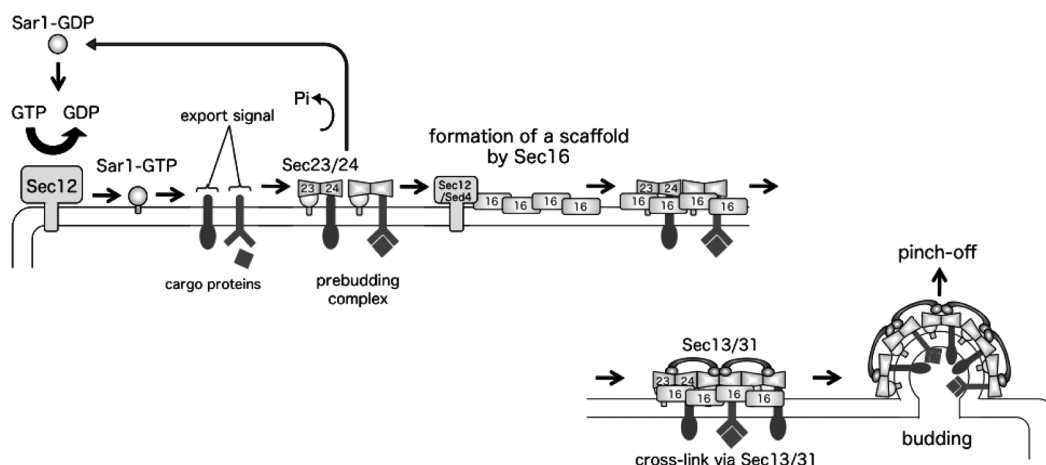 Sar1-GDP
GTP GDP
Sec12
Sar1-GTP
export signal
Pi
Sec23/24
23 24
formation of a scaffold
by Sec16
Sec12
/Sed4
16 16 16 16
23 24
16 16 16 16
cargo proteins
prebudding
complex
Sec13/31
23 24
16 16 16 16
cross-link via Sec13/31
pinch-off
budding